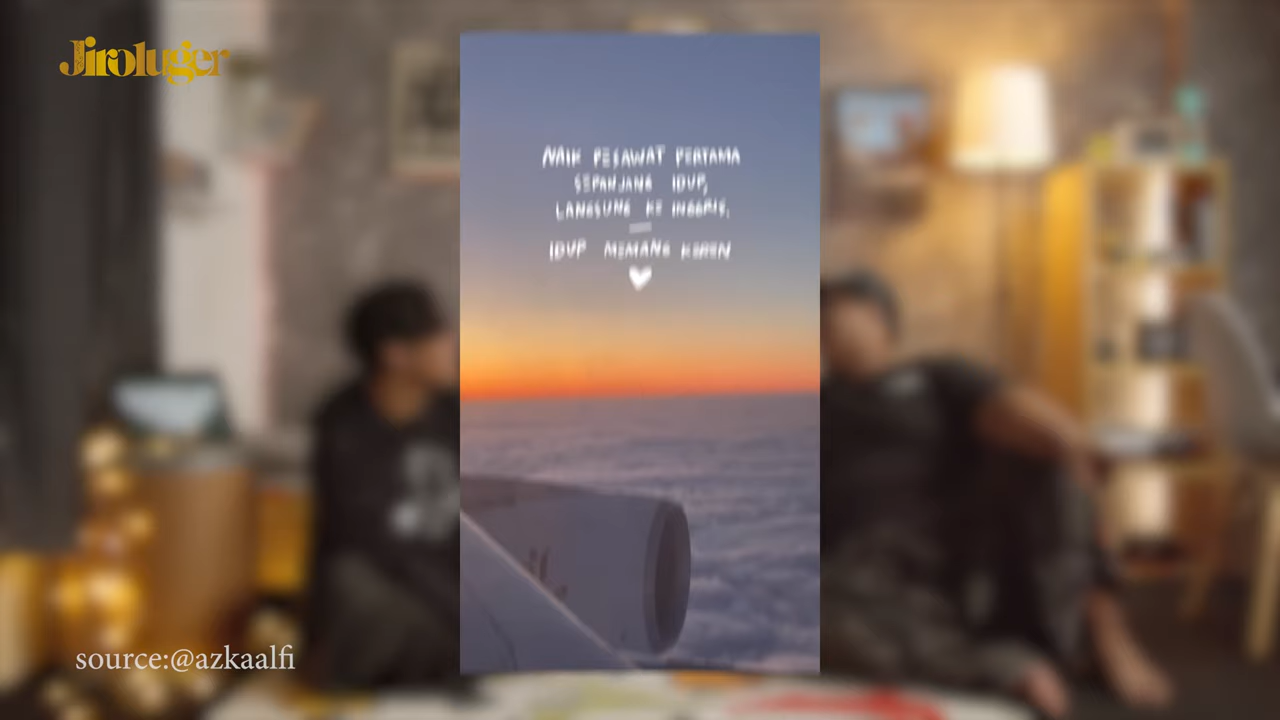 Jiroluger
NAIK PESAWAT PERTAMA
SEPANJANG IDUP,
LANGSUNG KE INGGRIS.
IDUP MEMANG KEREN
source:@azkaalfi